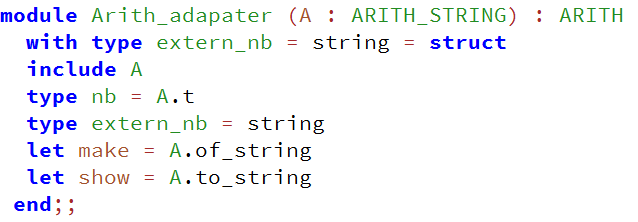 module Arith_adapater (A : ARITH_STRING) : ARITH
  with type extern_nb = string = struct
  include A
  type nb = A.t
  type extern_nb = string
  let make = A.of_string
  let show = A.to_string
 end;;